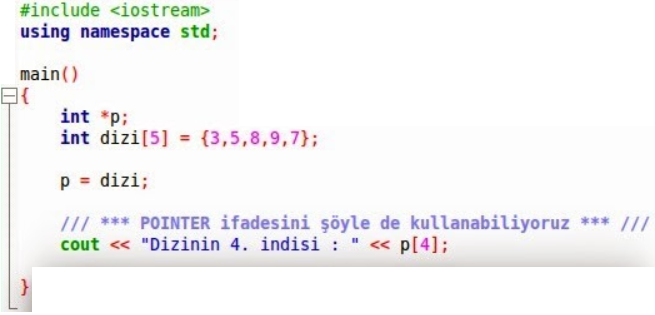 #include <iostream>
using namespace std;
main()
{
int *p;
int dizi[5] = {3,5,8,9,7};
p = dizi;
/// *** POINTER ifadesini şöyle de kullanabiliyoruz *** ///
cout << "Dizinin 4. indisi : " << p[4];
}